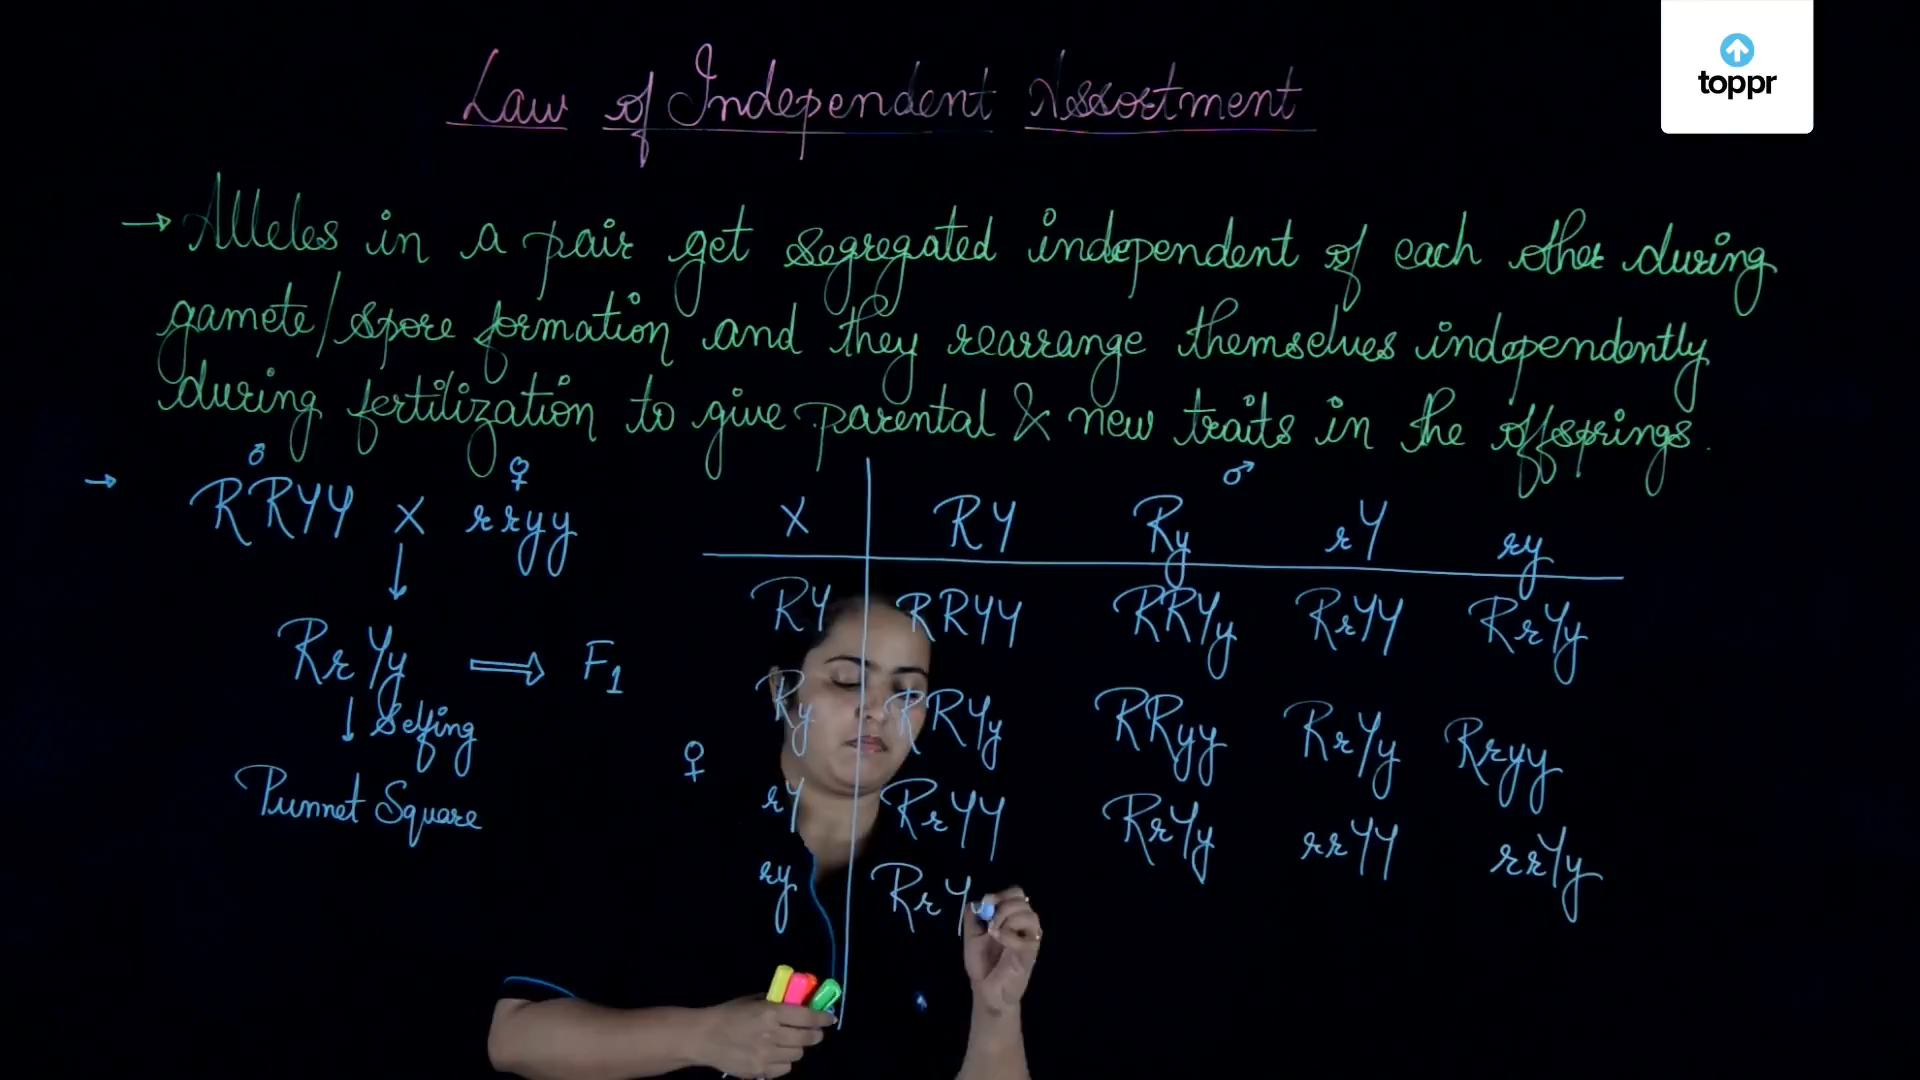 toppr
Law of Independent Assortment
→ Alleles in a pair get segregated independent of each other during
gamete/spore formation and they rearrange themselves independently
during fertilization to give parental & new traits in the offsprings.
♂ ♀ ♂
→ RRYY X rryy
↓
RrYy ⇒ F1
↓ Selfing
Punnet Square
X RY Ry rY ry
RY RRYY RRYy RrYY RrYy
Ry RRYy RRyy RrYy Rryy
♀
rY RrYY RrYy rrYY rrYy
ry RrYy